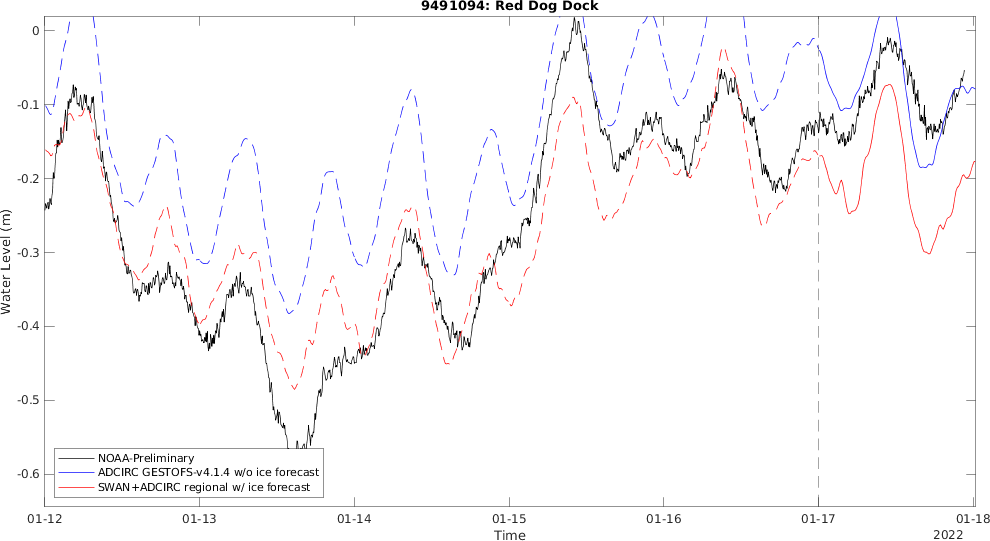 9491094: Red Dog Dock
0
-0.1
-0.2
-0.3
-0.4
-0.5
-0.6
Water Level (m)
NOAA-Preliminary
ADCIRC GESTOFS-v4.1.4 w/o ice forecast
SWAN+ADCIRC regional w/ ice forecast
01-12 01-13 01-14 01-15 01-16 01-17 01-18
Time
2022